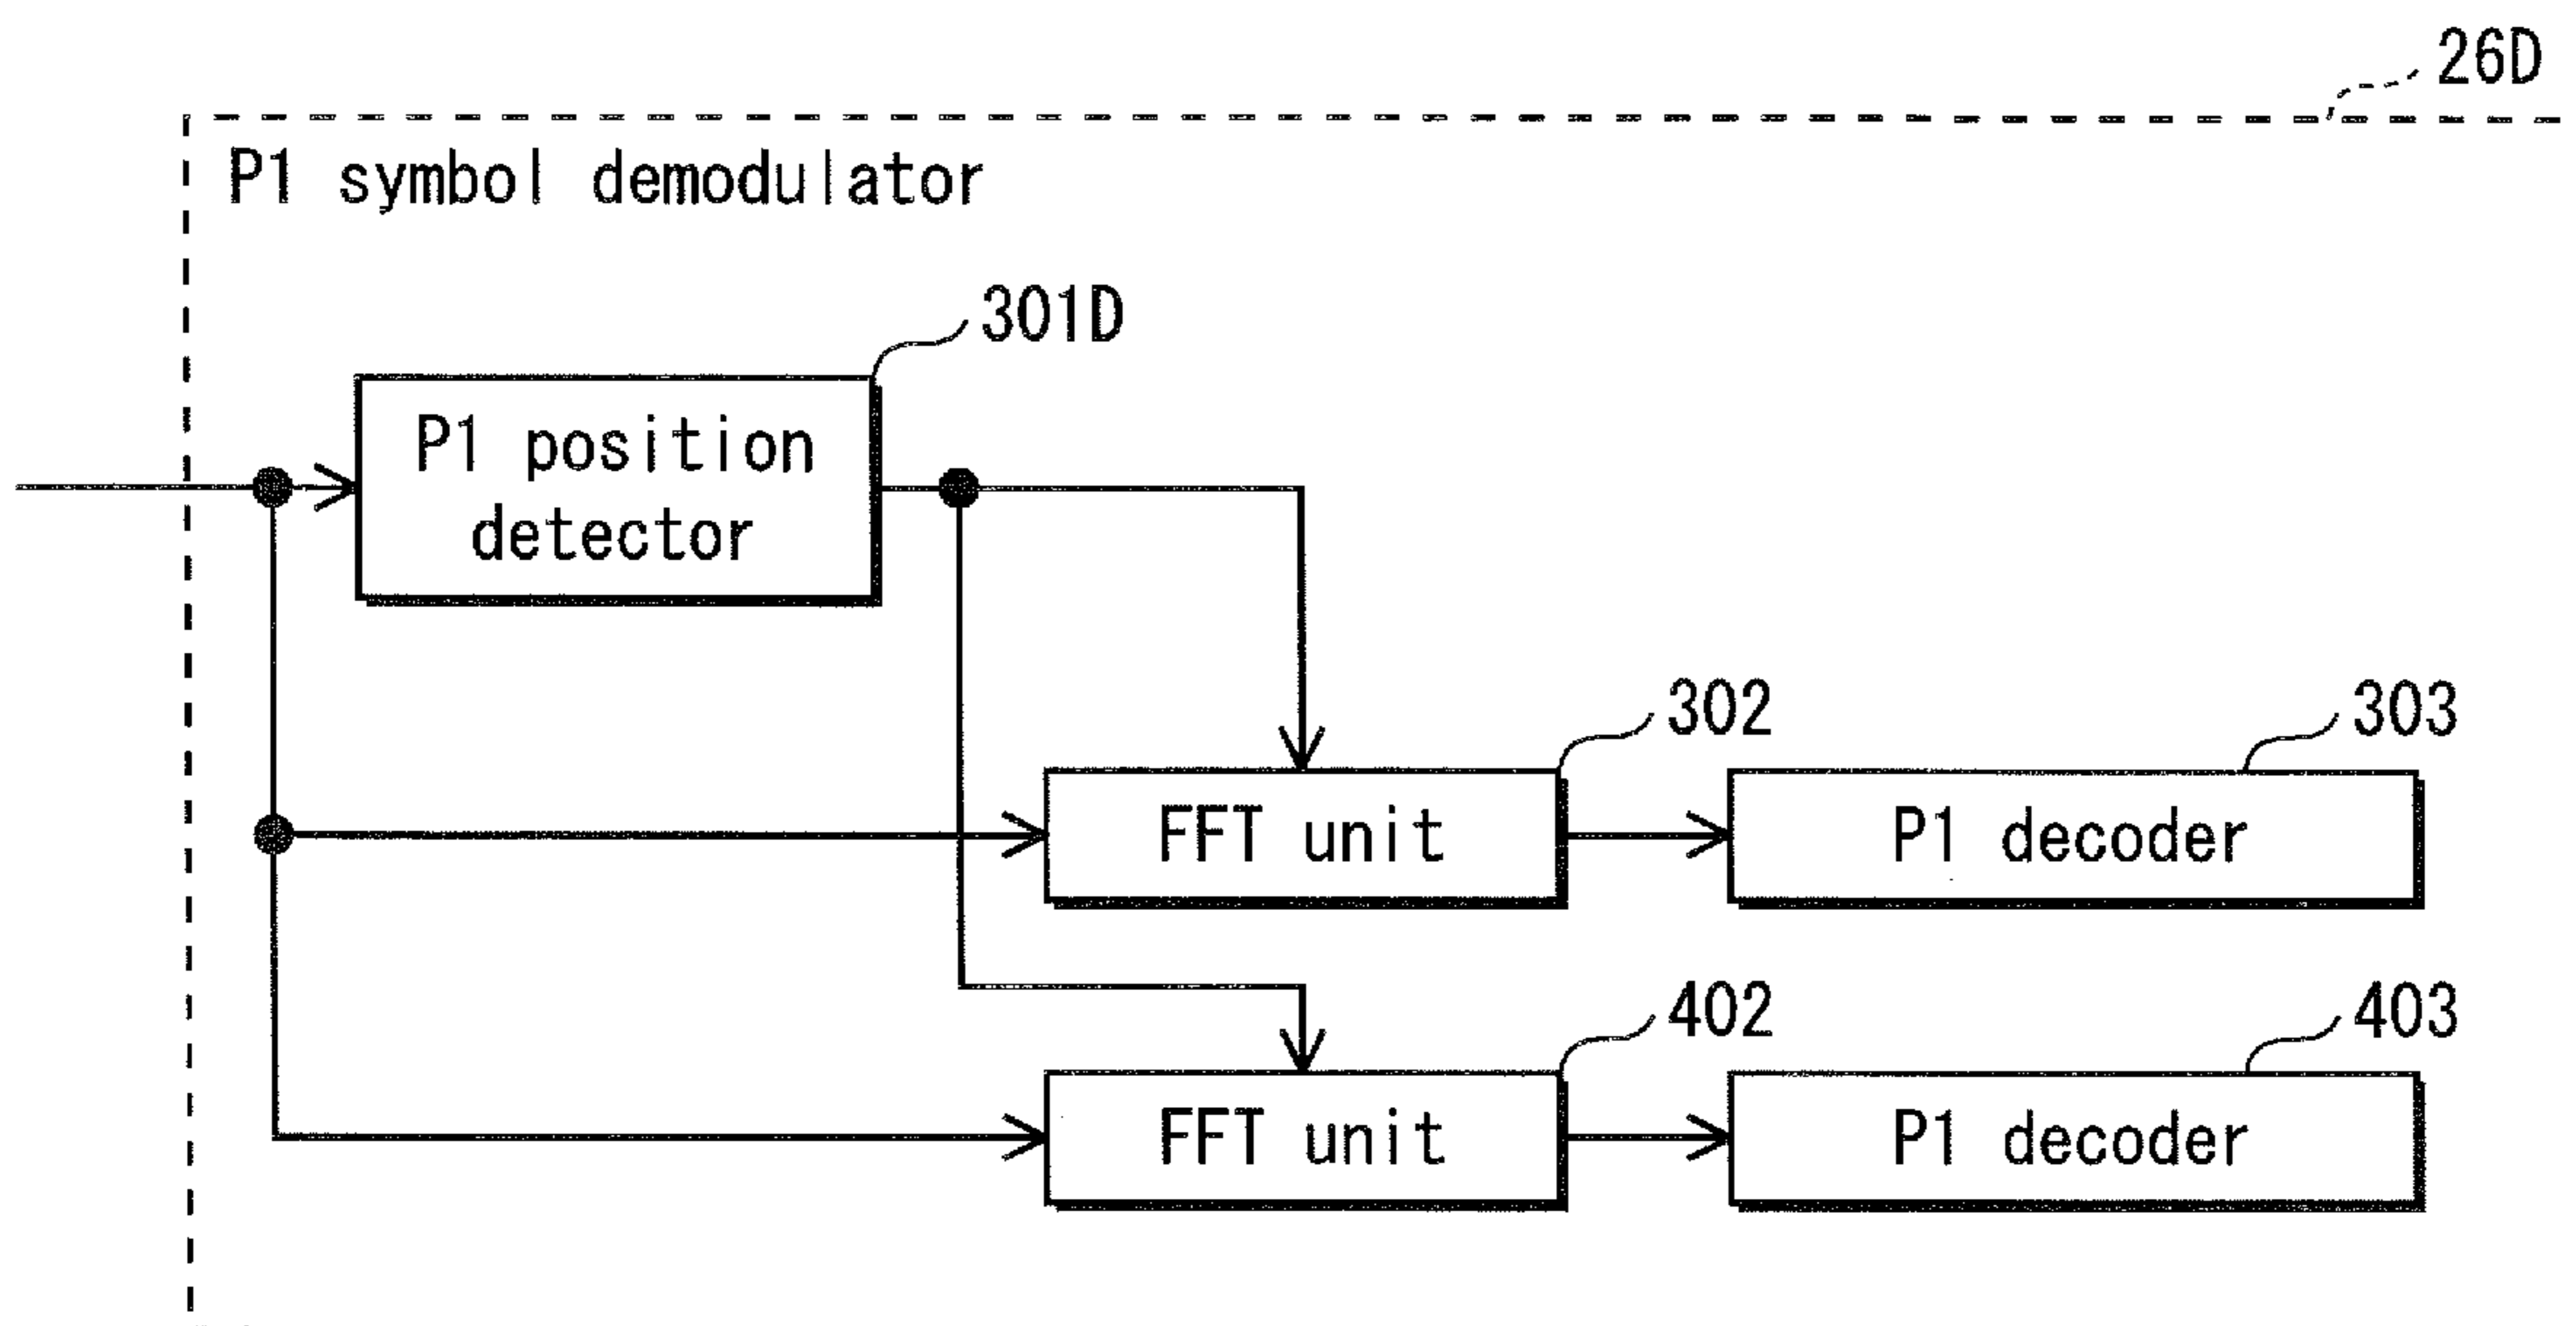 26D
P1 symbol demodulator
301D
P1 position
detector
302
303
FFT unit
P1 decoder
402
403
FFT unit
P1 decoder